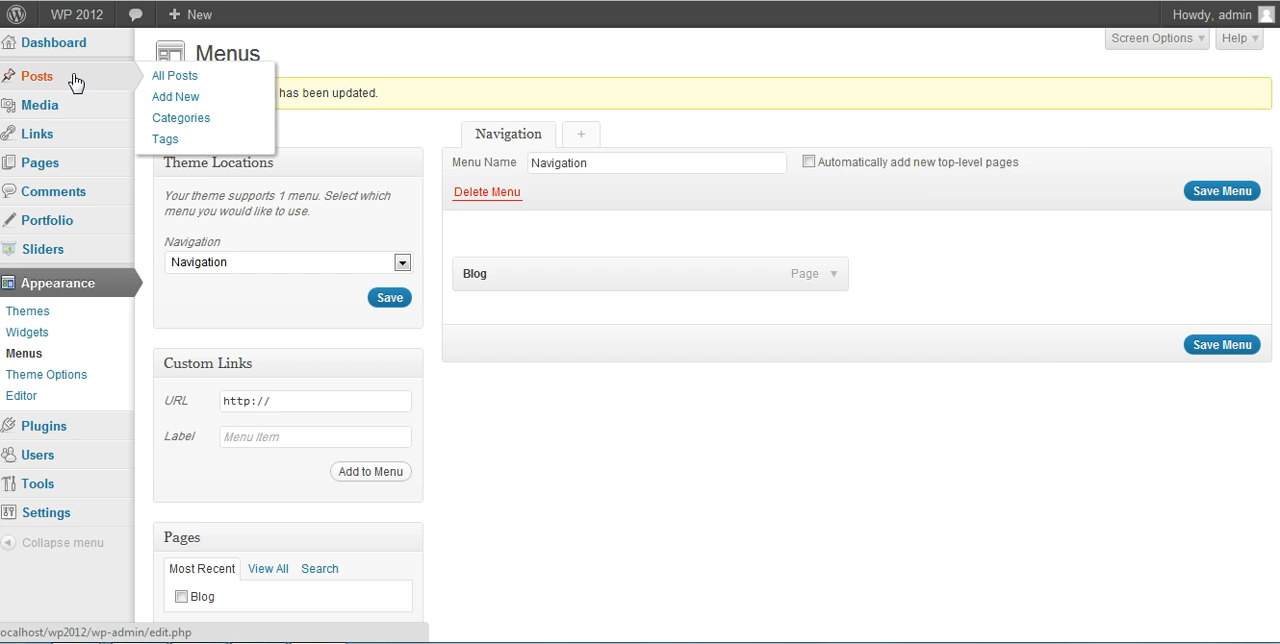 WP 2012
New
Howdy, admin
Screen Options
Help
Dashboard
Posts
Media
Links
Pages
Comments
Portfolio
Sliders
Appearance
Themes
Widgets
Menus
Theme Options
Editor
Plugins
Users
Tools
Settings
Collapse menu
All Posts
Add New
Categories
Tags
Menus
has been updated.
Theme Locations
Your theme supports 1 menu. Select which
menu you would like to use.
Navigation
Navigation
Save
Custom Links
URL http://
Label Menu Item
Add to Menu
Pages
Most Recent View All Search
Blog
Navigation +
Menu Name Navigation Automatically add new top-level pages
Delete Menu Save Menu
Blog Page
Save Menu
ocalhost/wp2012/wp-admin/edit.php